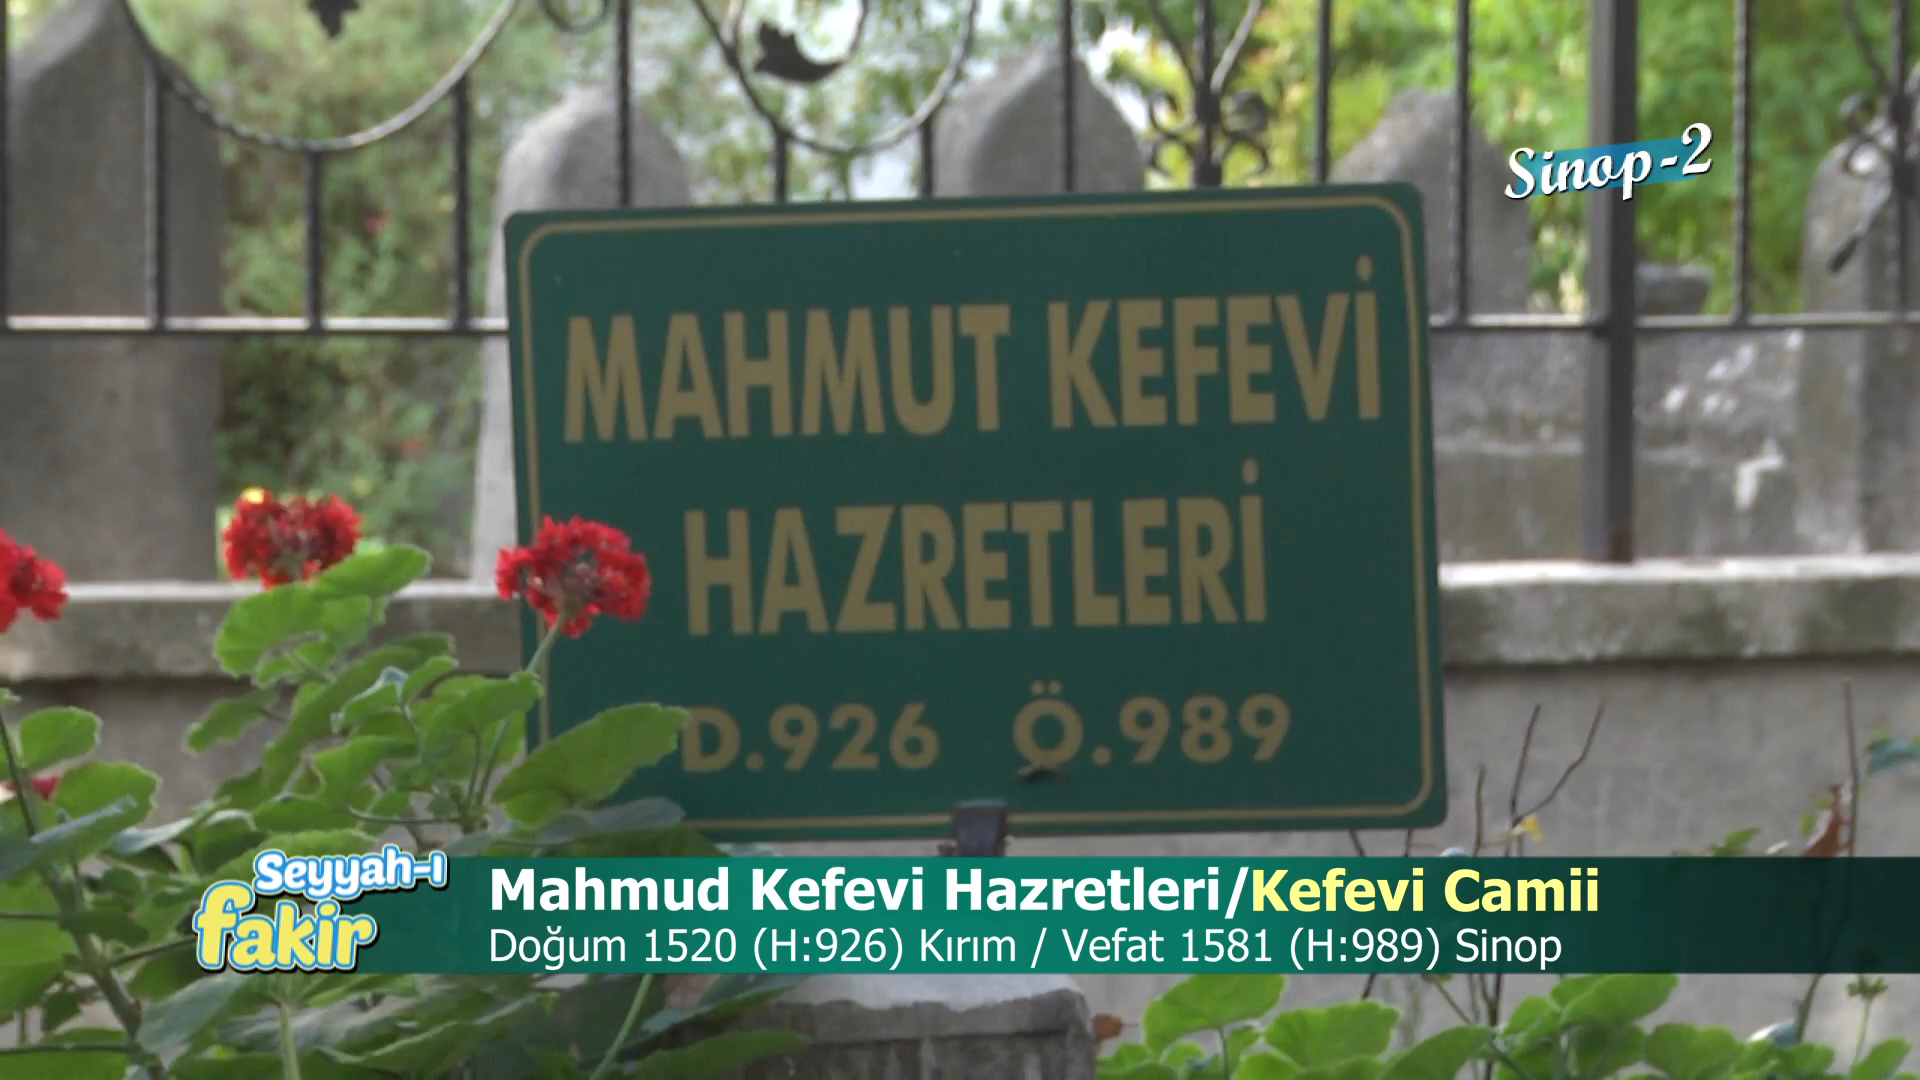 Sinop-2
MAHMUT KEFEVİ
HAZRETLERİ
D.926 Ö.989
Seyyah-ı
fakir
Mahmud Kefevi Hazretleri/Kefevi Camii
Doğum 1520 (H:926) Kırım / Vefat 1581 (H:989) Sinop